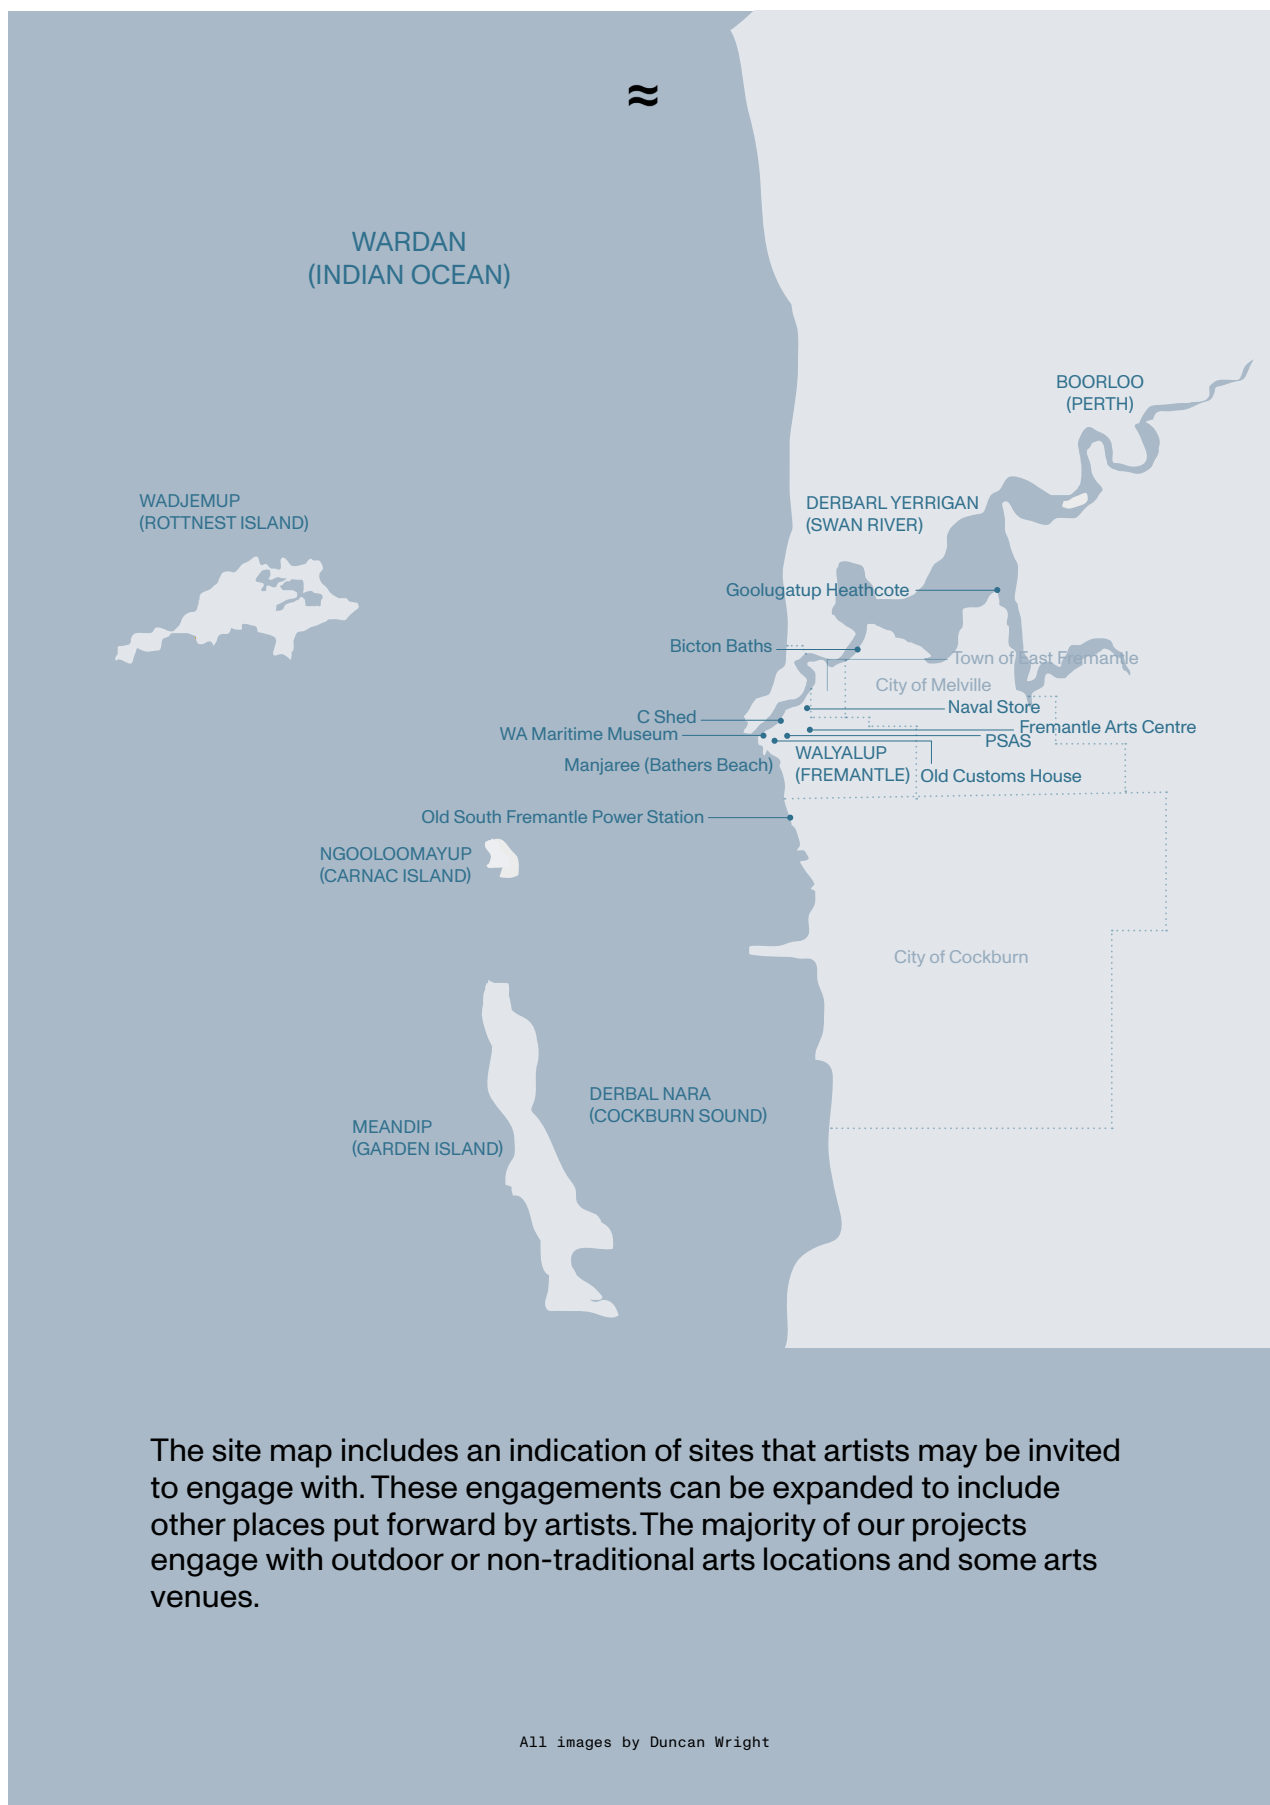 ≈
WARDAN
(INDIAN OCEAN)
BOORLOO
(PERTH)
WADJEMUP
(ROTTNEST ISLAND)
DERBARL YERRIGAN
(SWAN RIVER)
Goolugatup Heathcote
Bicton Baths
Town of East Fremantle
City of Melville
Naval Store
C Shed
Fremantle Arts Centre
WA Maritime Museum
PSAS
WALYALUP
(FREMANTLE)
Manjaree (Bathers Beach)
Old Customs House
Old South Fremantle Power Station
NGOOLOOMAYUP
(CARNAC ISLAND)
City of Cockburn
DERBAL NARA
(COCKBURN SOUND)
MEANDIP
(GARDEN ISLAND)
The site map includes an indication of sites that artists may be invited
to engage with. These engagements can be expanded to include
other places put forward by artists. The majority of our projects
engage with outdoor or non-traditional arts locations and some arts
venues.
All images by Duncan Wright